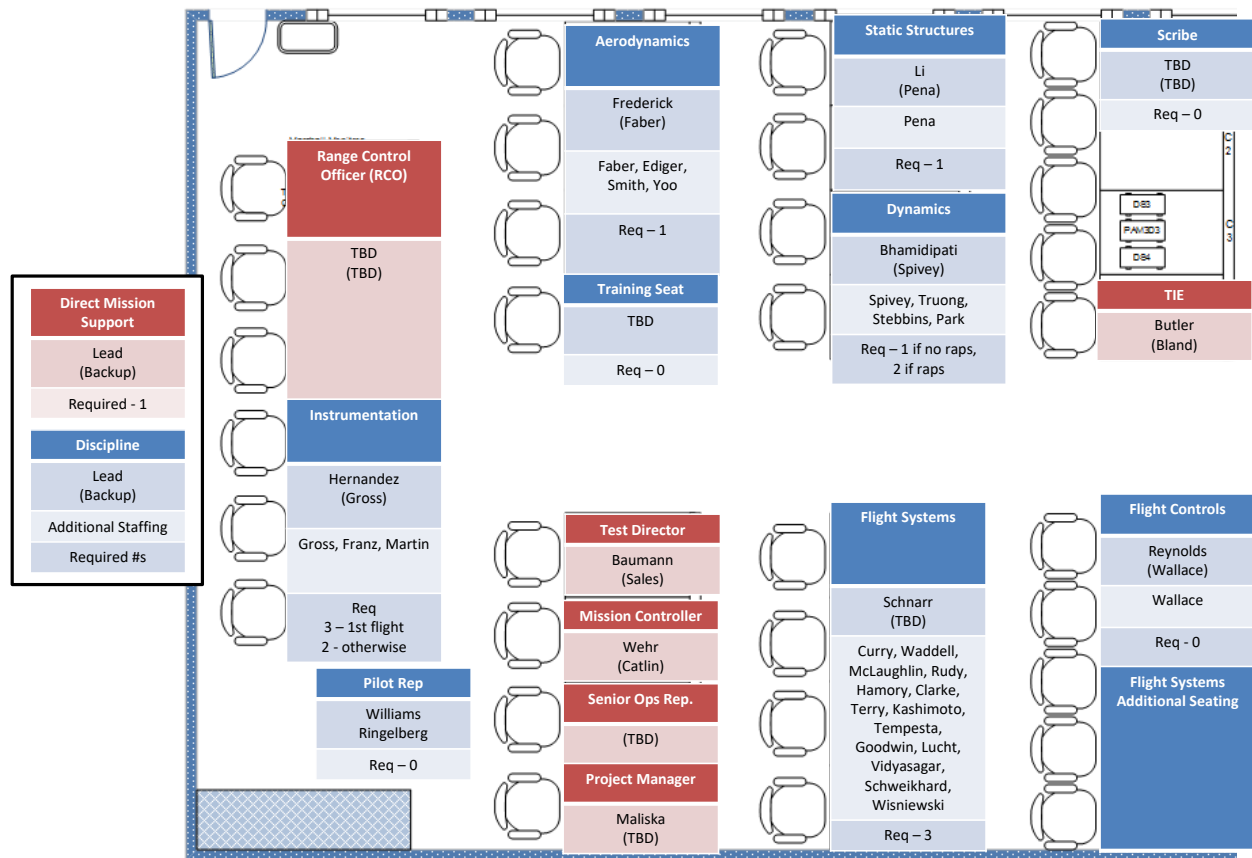 Direct Mission
Support
Lead
(Backup)
Required - 1
Discipline
Lead
(Backup)
Additional Staffing
Required #s
Range Control
Officer (RCO)
TBD
(TBD)
Instrumentation
Hernandez
(Gross)
Gross, Franz, Martin
Req
3 – 1st flight
2 - otherwise
Pilot Rep
Williams
Ringelberg
Req – 0
Aerodynamics
Frederick
(Faber)
Faber, Ediger,
Smith, Yoo
Req – 1
Training Seat
TBD
Req – 0
Test Director
Baumann
(Sales)
Mission Controller
Wehr
(Catlin)
Senior Ops Rep.
(TBD)
Project Manager
Maliska
(TBD)
Static Structures
Li
(Pena)
Pena
Req – 1
Dynamics
Bhamidipati
(Spivey)
Spivey, Truong,
Stebbins, Park
Req – 1 if no raps,
2 if raps
Flight Systems
Schnarr
(TBD)
Curry, Waddell,
McLaughlin, Rudy,
Hamory, Clarke,
Terry, Kashimoto,
Tempesta,
Goodwin, Lucht,
Vidyasagar,
Schweikhard,
Wisniewski
Req – 3
Scribe
TBD
(TBD)
Req – 0
C
2
C
3
DB3
PAM3D3
DB4
TIE
Butler
(Bland)
Flight Controls
Reynolds
(Wallace)
Wallace
Req - 0
Flight Systems
Additional Seating